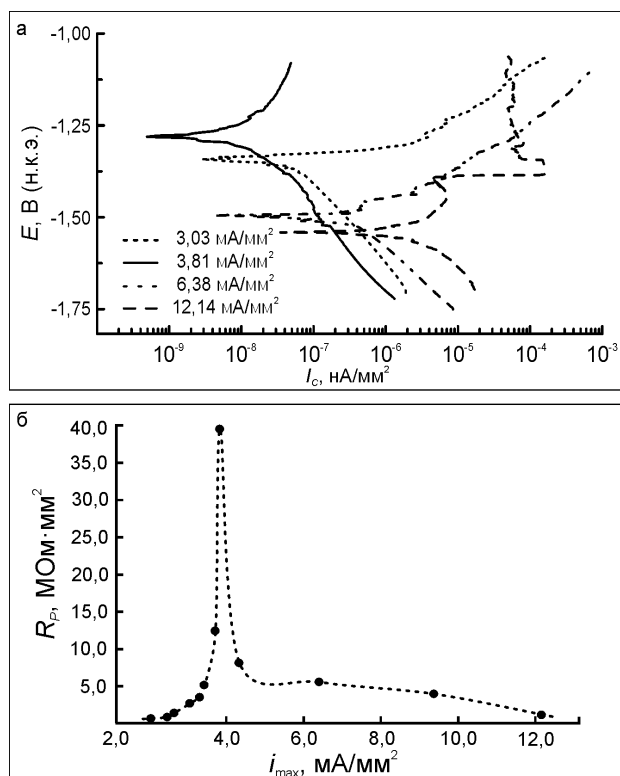 а
-1,00
-1,25
-1,50
-1,75
E, В (н.к.э.)
3,03 мА/мм²
3,81 мА/мм²
6,38 мА/мм²
12,14 мА/мм²
10⁻⁹ 10⁻⁸ 10⁻⁷ 10⁻⁶ 10⁻⁵ 10⁻⁴ 10⁻³
I_C, нА/мм²
б
40,0
35,0
30,0
25,0
20,0
15,0
10,0
5,0
R_P, МОм·мм²
2,0 4,0 6,0 8,0 10,0 12,0
i_max, мА/мм²